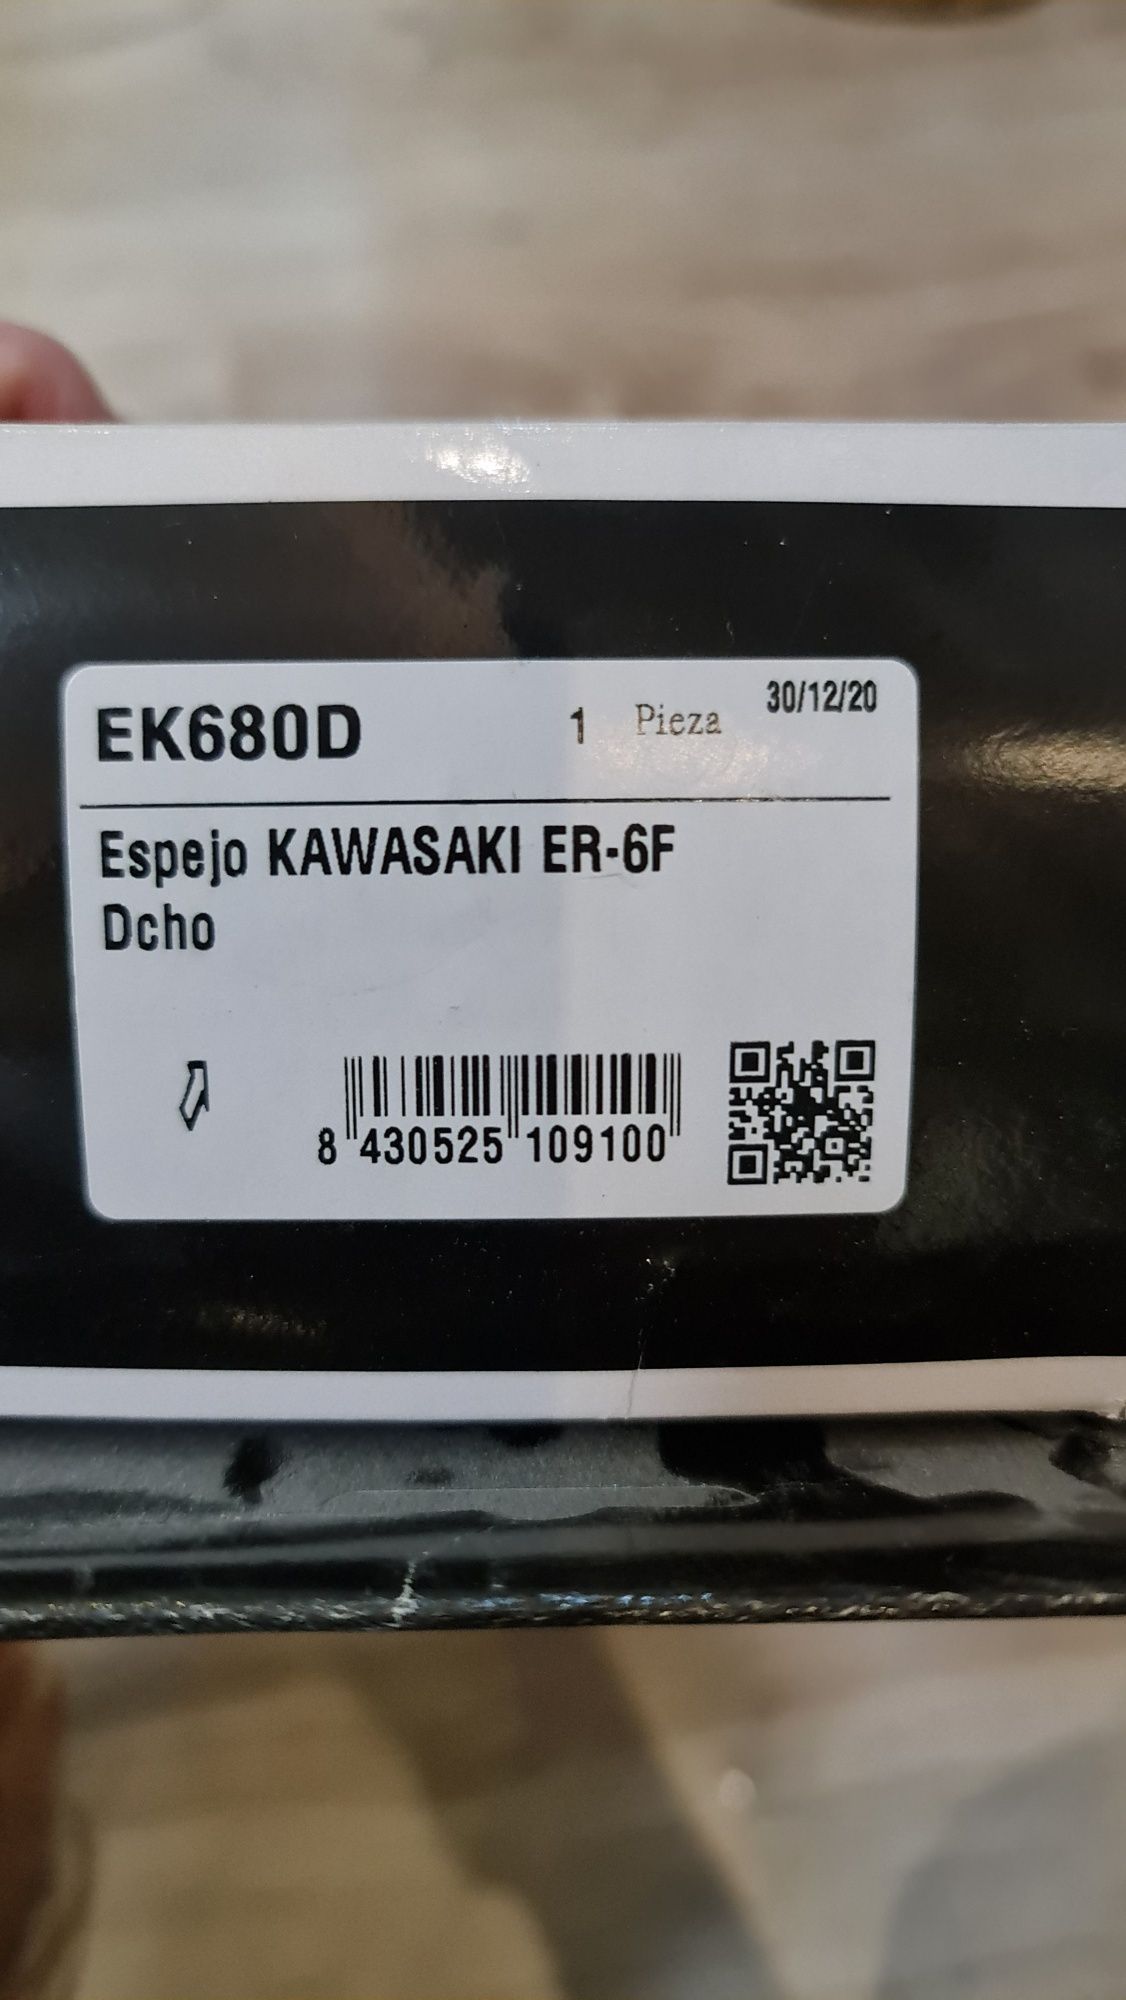 EK680D 1 Pieza 30/12/20
Espejo KAWASAKI ER-6F
Dcho
8 430525 109100